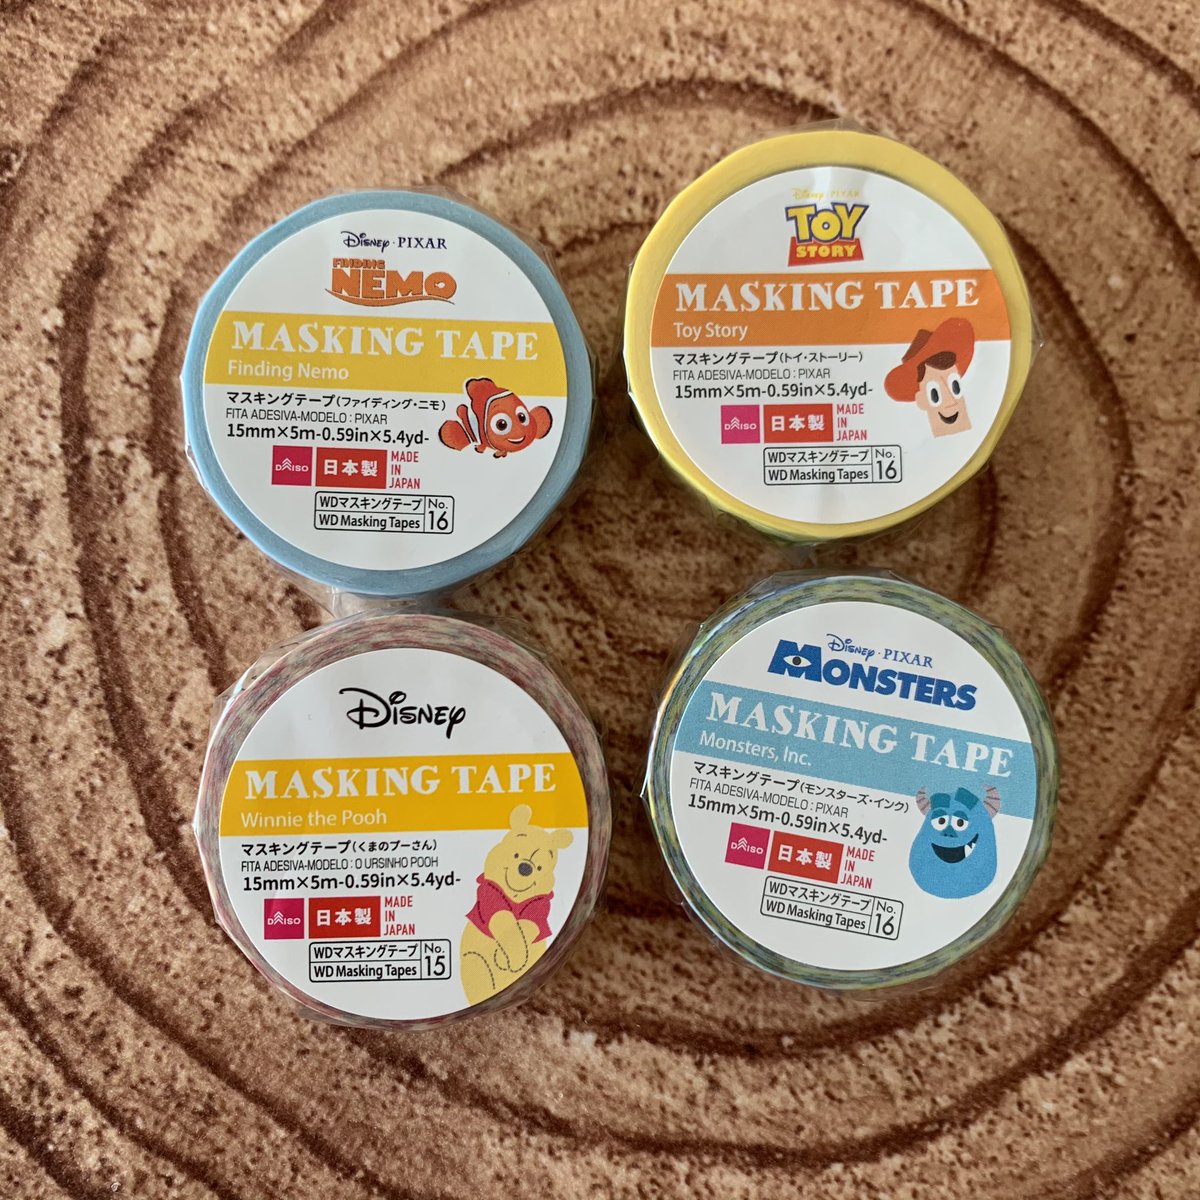 Disney · PIXAR
FINDING
NEMO
MASKING TAPE
Finding Nemo
マスキングテープ(ファイディング・ニモ)
FITA ADESIVA-MODELO : PIXAR
15mm×5m-0.59in×5.4yd-
DAISO
日本製
MADE
IN
JAPAN
WDマスキングテープ
WD Masking Tapes
No.
16
Disney · PIXAR
TOY
STORY
MASKING TAPE
Toy Story
マスキングテープ(トイ・ストーリー)
FITA ADESIVA-MODELO : PIXAR
15mm×5m-0.59in×5.4yd-
DAISO
日本製
MADE
IN
JAPAN
WDマスキングテープ
WD Masking Tapes
No.
16
Disney
MASKING TAPE
Winnie the Pooh
マスキングテープ(くまのプーさん)
FITA ADESIVA-MODELO : O URSINHO POOH
15mm×5m-0.59in×5.4yd-
DAISO
日本製
MADE
IN
JAPAN
WDマスキングテープ
WD Masking Tapes
No.
15
Disney · PIXAR
MONSTERS
MASKING TAPE
Monsters, Inc.
マスキングテープ(モンスターズ・インク)
FITA ADESIVA-MODELO : PIXAR
15mm×5m-0.59in×5.4yd-
DAISO
日本製
MADE
IN
JAPAN
WDマスキングテープ
WD Masking Tapes
No.
16